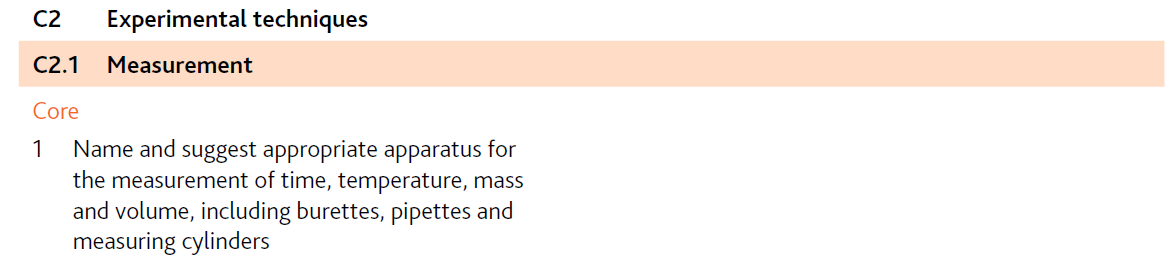 C2 Experimental techniques
C2.1 Measurement
Core
1 Name and suggest appropriate apparatus for
the measurement of time, temperature, mass
and volume, including burettes, pipettes and
measuring cylinders